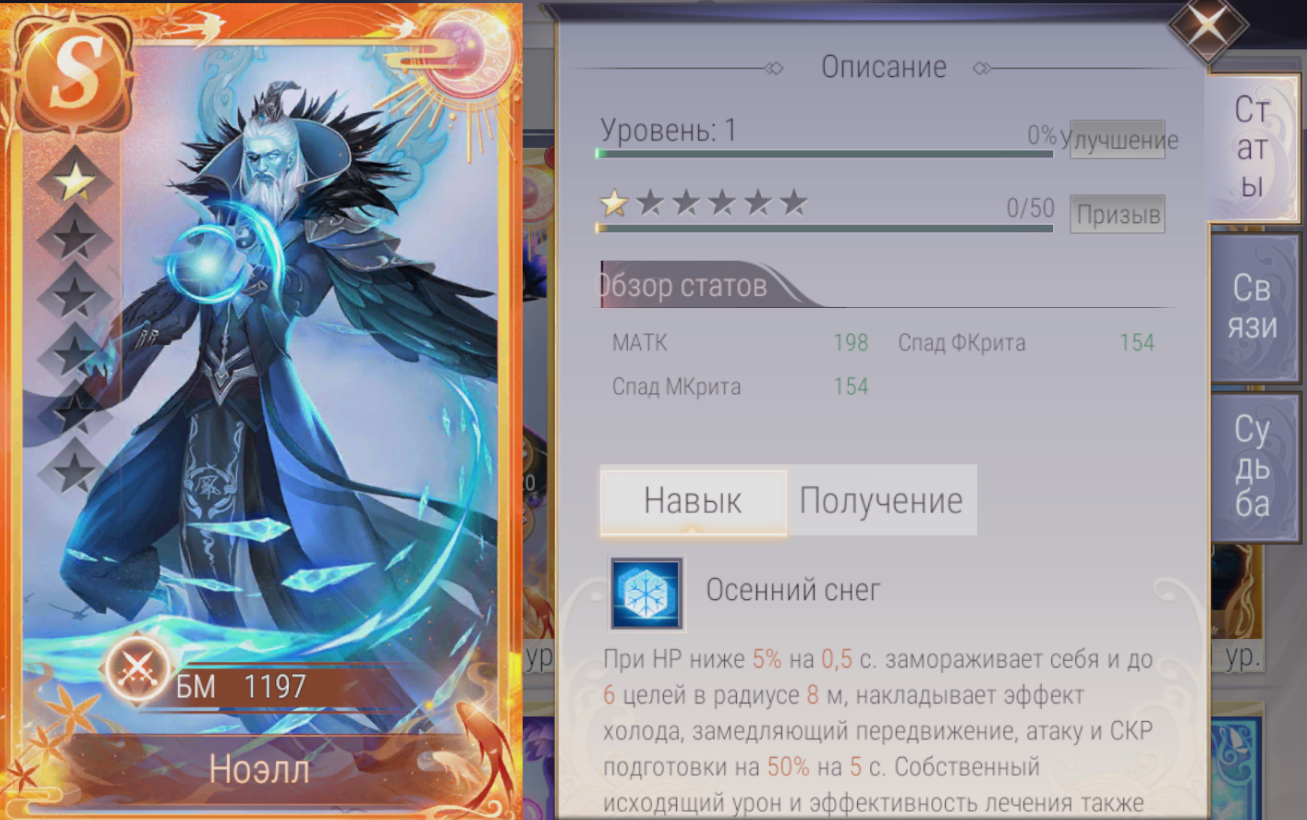 S
БМ 1197
Ноэлл
Описание
Уровень: 1
0%
Улучшение
0/50
Призыв
Обзор статов
МАТК 198 Спад ФКрита 154
Спад МКрита 154
Навык Получение
Осенний снег
При HP ниже 5% на 0,5 с. замораживает себя и до
6 целей в радиусе 8 м, накладывает эффект
холода, замедляющий передвижение, атаку и СКР
подготовки на 50% на 5 с. Собственный
исходящий урон и эффективность лечения также
Ст
ат
ы
Св
язи
Су
дь
ба
ур
ур.